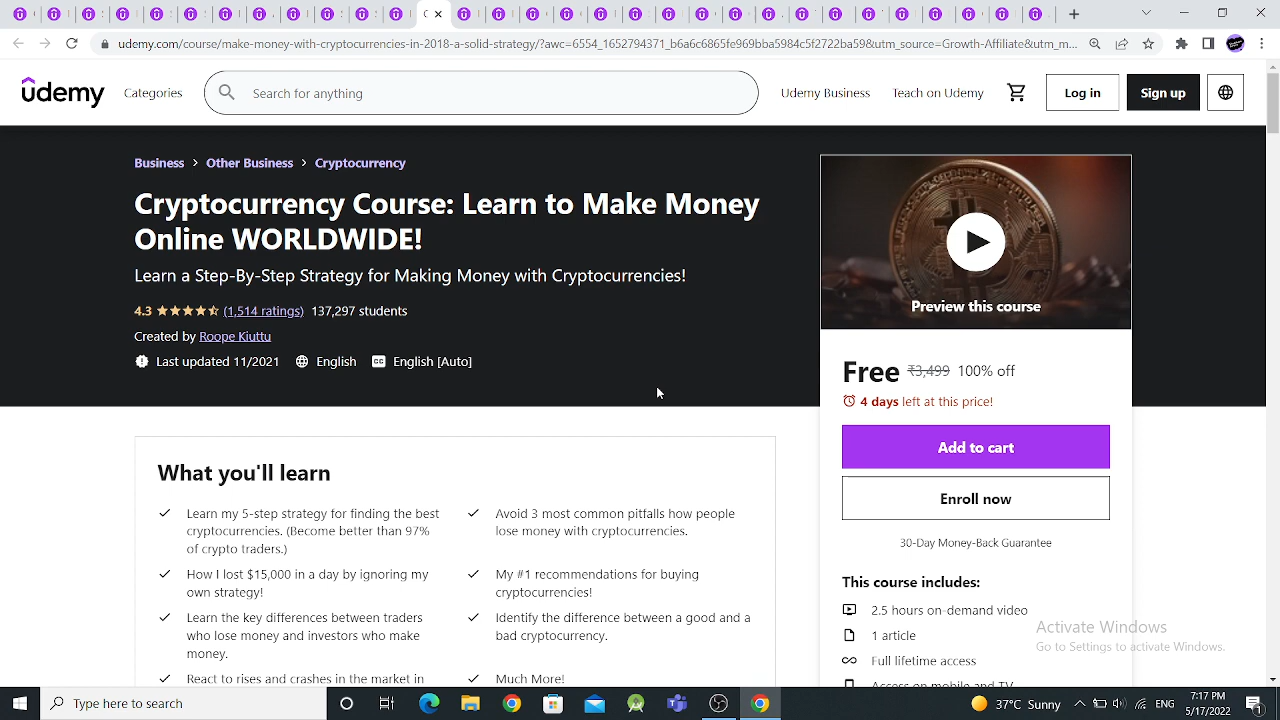 udemy.com/course/make-money-with-cryptocurrencies-in-2018-a-solid-strategy/?awc=6554_1652794371_b6a6c6865fe969bba5984c5f2722ba59&utm_source=Growth-Affiliate&utm_m...
ûdemy Categories Search for anything Udemy Business Teach on Udemy Log in Sign up
Business > Other Business > Cryptocurrency
Cryptocurrency Course: Learn to Make Money
Online WORLDWIDE!
Learn a Step-By-Step Strategy for Making Money with Cryptocurrencies!
4.3 (1,514 ratings) 137,297 students
Created by Roope Kiuttu
Last updated 11/2021 English CC English [Auto]
Preview this course
Free ₹3,499 100% off
4 days left at this price!
Add to cart
Enroll now
30-Day Money-Back Guarantee
This course includes:
2.5 hours on-demand video
1 article
Full lifetime access
Access on mobile and TV
What you'll learn
Learn my 5-step strategy for finding the best
cryptocurrencies. (Become better than 97%
of crypto traders.)
How I lost $15,000 in a day by ignoring my
own strategy!
Learn the key differences between traders
who lose money and investors who make
money.
React to rises and crashes in the market in
Avoid 3 most common pitfalls how people
lose money with cryptocurrencies.
My #1 recommendations for buying
cryptocurrencies!
Identify the difference between a good and a
bad cryptocurrency.
Much More!
Activate Windows
Go to Settings to activate Windows.
Type here to search
37°C Sunny
ENG
7:17 PM
5/17/2022